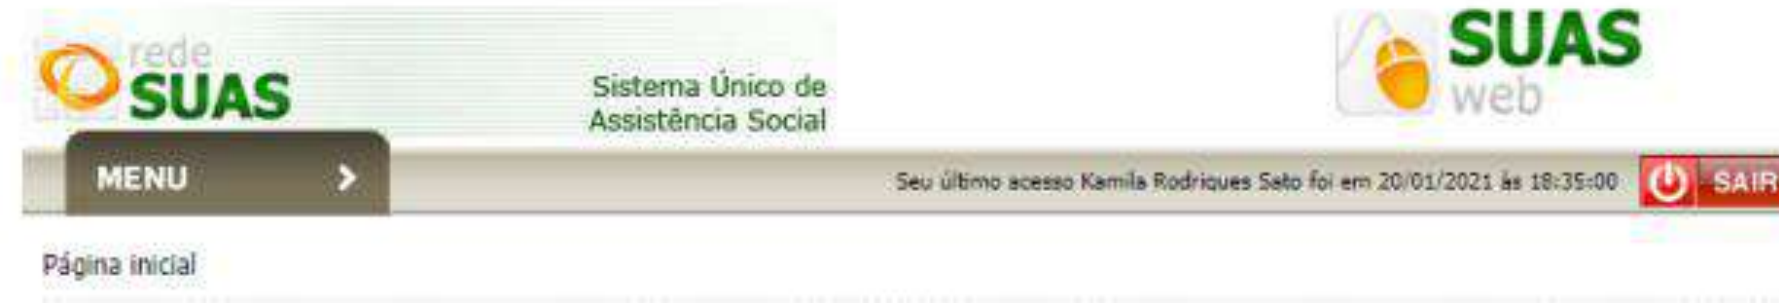 rede
SUAS
Sistema Único de
Assistência Social
SUAS
web
MENU
Seu último acesso Kamila Rodrigues Sato foi em 20/01/2021 às 18:35:00
SAIR
Página inicial